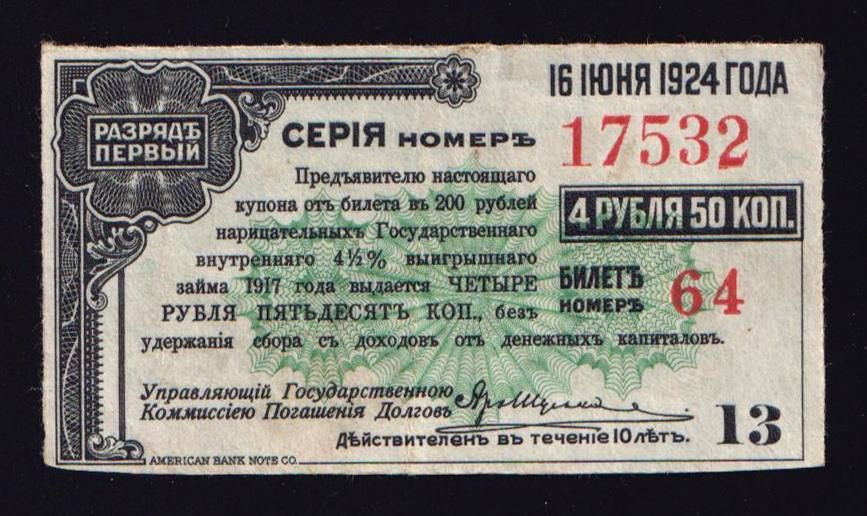 16 ІЮНЯ 1924 ГОДА
РАЗРЯДЪ
ПЕРВЫЙ
СЕРІЯ НОМЕРЪ 17532
Предъявителю настоящаго
купона отъ билета въ 200 рублей
4 РУБЛЯ 50 КОП.
нарицательныхъ Государственнаго
внутренняго 4½% выигрышнаго
займа 1917 года выдается ЧЕТЫРЕ
БИЛЕТЪ
НОМЕРЪ 64
РУБЛЯ ПЯТЬДЕСЯТЪ КОП., безъ
удержанія сбора съ доходовъ отъ денежныхъ капиталовъ.
Управляющій Государственною
Коммиссіею Погашенія Долговъ
Дѣйствителенъ въ теченіе 10 лѣтъ.
13
AMERICAN BANK NOTE CO.